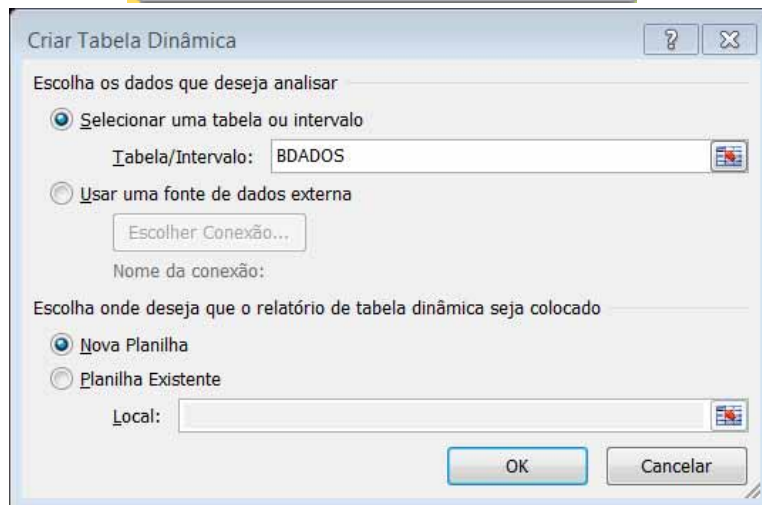 Criar Tabela Dinâmica
Escolha os dados que deseja analisar
Selecionar uma tabela ou intervalo
Tabela/Intervalo: BDADOS
Usar uma fonte de dados externa
Escolher Conexão...
Nome da conexão:
Escolha onde deseja que o relatório de tabela dinâmica seja colocado
Nova Planilha
Planilha Existente
Local:
OK Cancelar